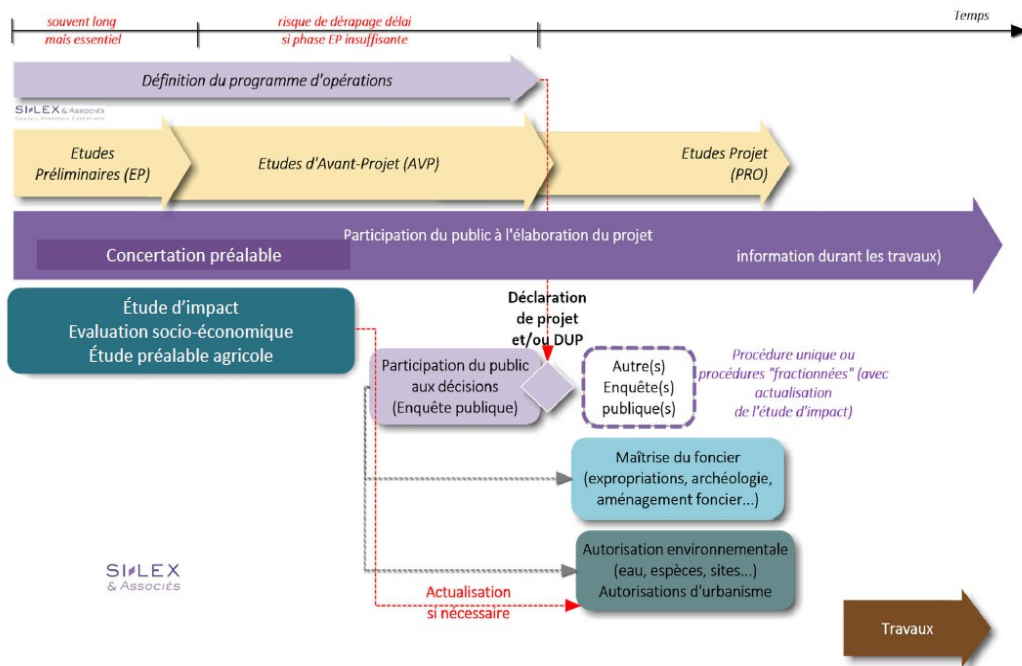 souvent long
mais essentiel
risque de dérapage délai
si phase EP insuffisante
Temps
Définition du programme d'opérations
SILEX & Associés
Etudes
Préliminaires (EP)
Etudes d'Avant-Projet (AVP)
Etudes Projet
(PRO)
Participation du public à l'élaboration du projet
Concertation préalable
information durant les travaux)
Étude d'impact
Evaluation socio-économique
Étude préalable agricole
Déclaration
de projet
et/ou DUP
Participation du public
aux décisions
(Enquête publique)
Autre(s)
Enquête(s)
publique(s)
Procédure unique ou
procédures "fractionnées" (avec
actualisation
de l'étude d'impact)
Maîtrise du foncier
(expropriations, archéologie,
aménagement foncier...)
Autorisation environnementale
(eau, espèces, sites...)
Autorisations d'urbanisme
Actualisation
si nécessaire
SILEX
& Associés
Travaux